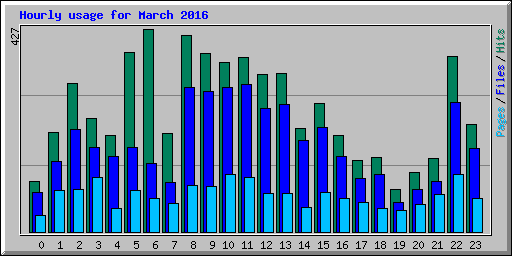 Hourly usage for March 2016
427
Pages/Files/Hits
0 1 2 3 4 5 6 7 8 9 10 11 12 13 14 15 16 17 18 19 20 21 22 23